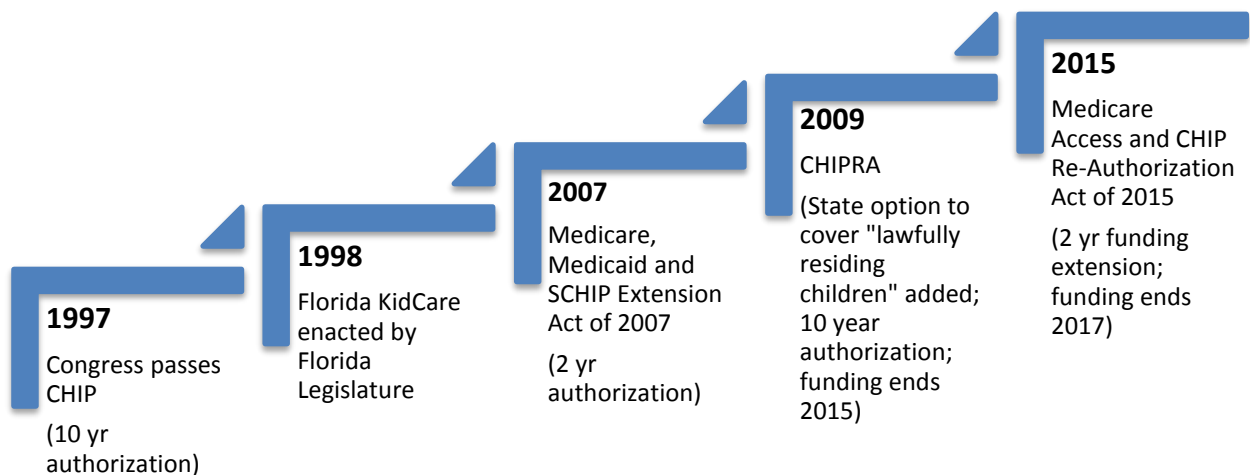 1997
Congress passes
CHIP
(10 yr
authorization)
1998
Florida KidCare
enacted by
Florida
Legislature
2007
Medicare,
Medicaid and
SCHIP Extension
Act of 2007
(2 yr
authorization)
2009
CHIPRA
(State option to
cover "lawfully
residing
children" added;
10 year
authorization;
funding ends
2015)
2015
Medicare
Access and CHIP
Re-Authorization
Act of 2015
(2 yr funding
extension;
funding ends
2017)